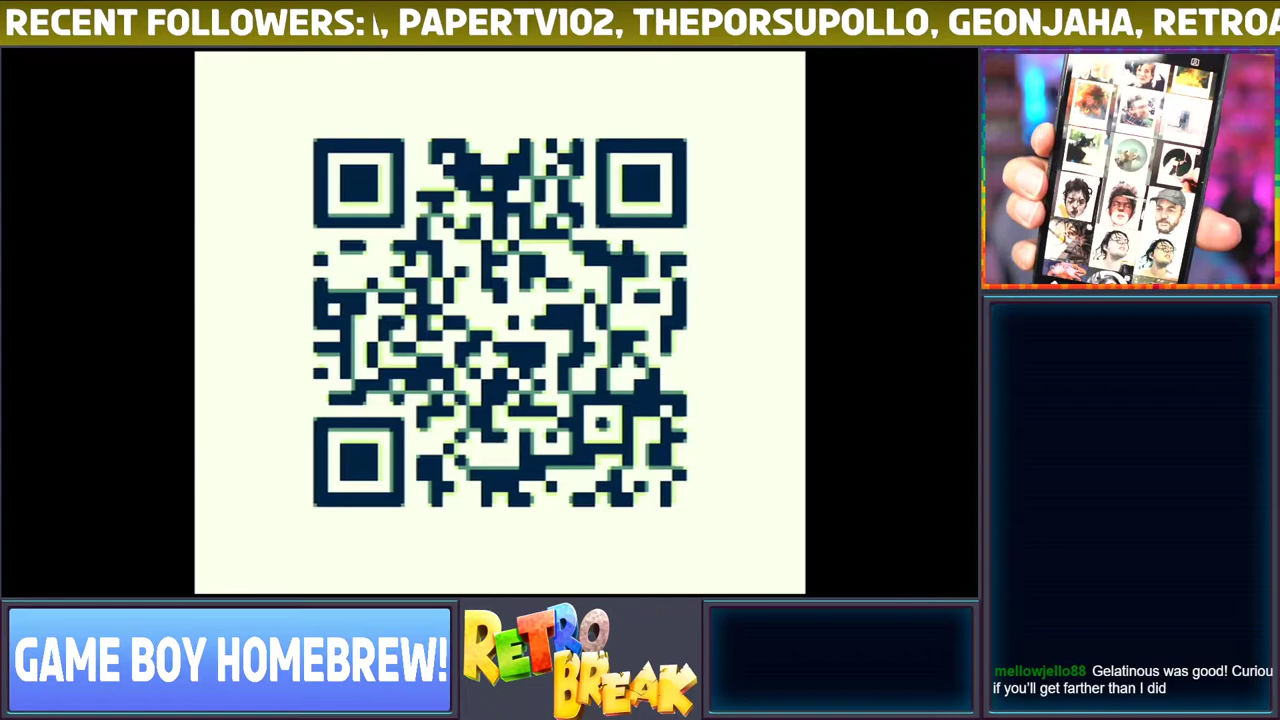 RECENT FOLLOWERS: , PAPERTV102, THEPORSUPOLLO, GEONJAHA, RETROA
mellowjello88 Gelatinous was good! Curiou
if you'll get farther than I did
GAME BOY HOMEBREW!
RETRO
BREAK